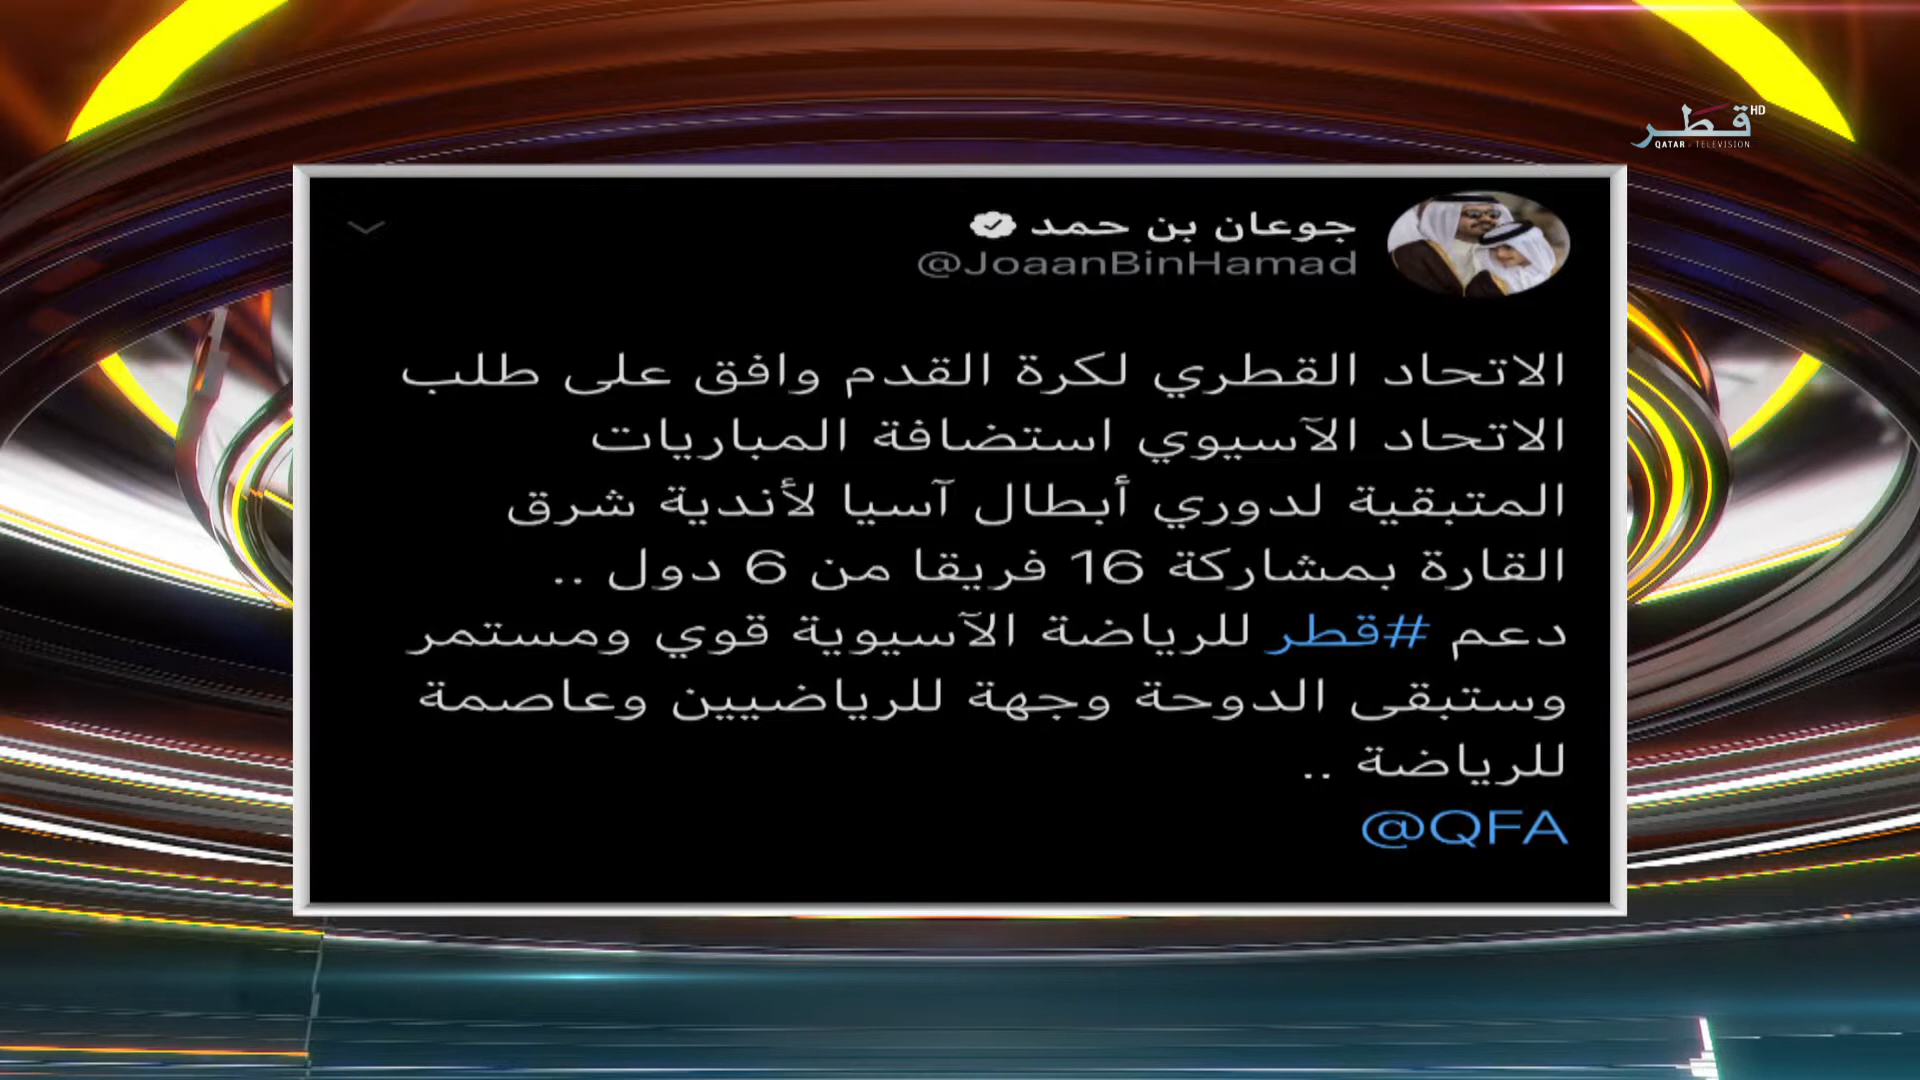 قطر HD
QATAR TELEVISION
جوعان بن حمد
@JoaanBinHamad
الاتحاد القطري لكرة القدم وافق على طلب
الاتحاد الآسيوي استضافة المباريات
المتبقية لدوري أبطال آسيا لأندية شرق
القارة بمشاركة 16 فريقا من 6 دول ..
دعم #قطر للرياضة الآسيوية قوي ومستمر
وستبقى الدوحة وجهة للرياضيين وعاصمة
للرياضة ..
@QFA